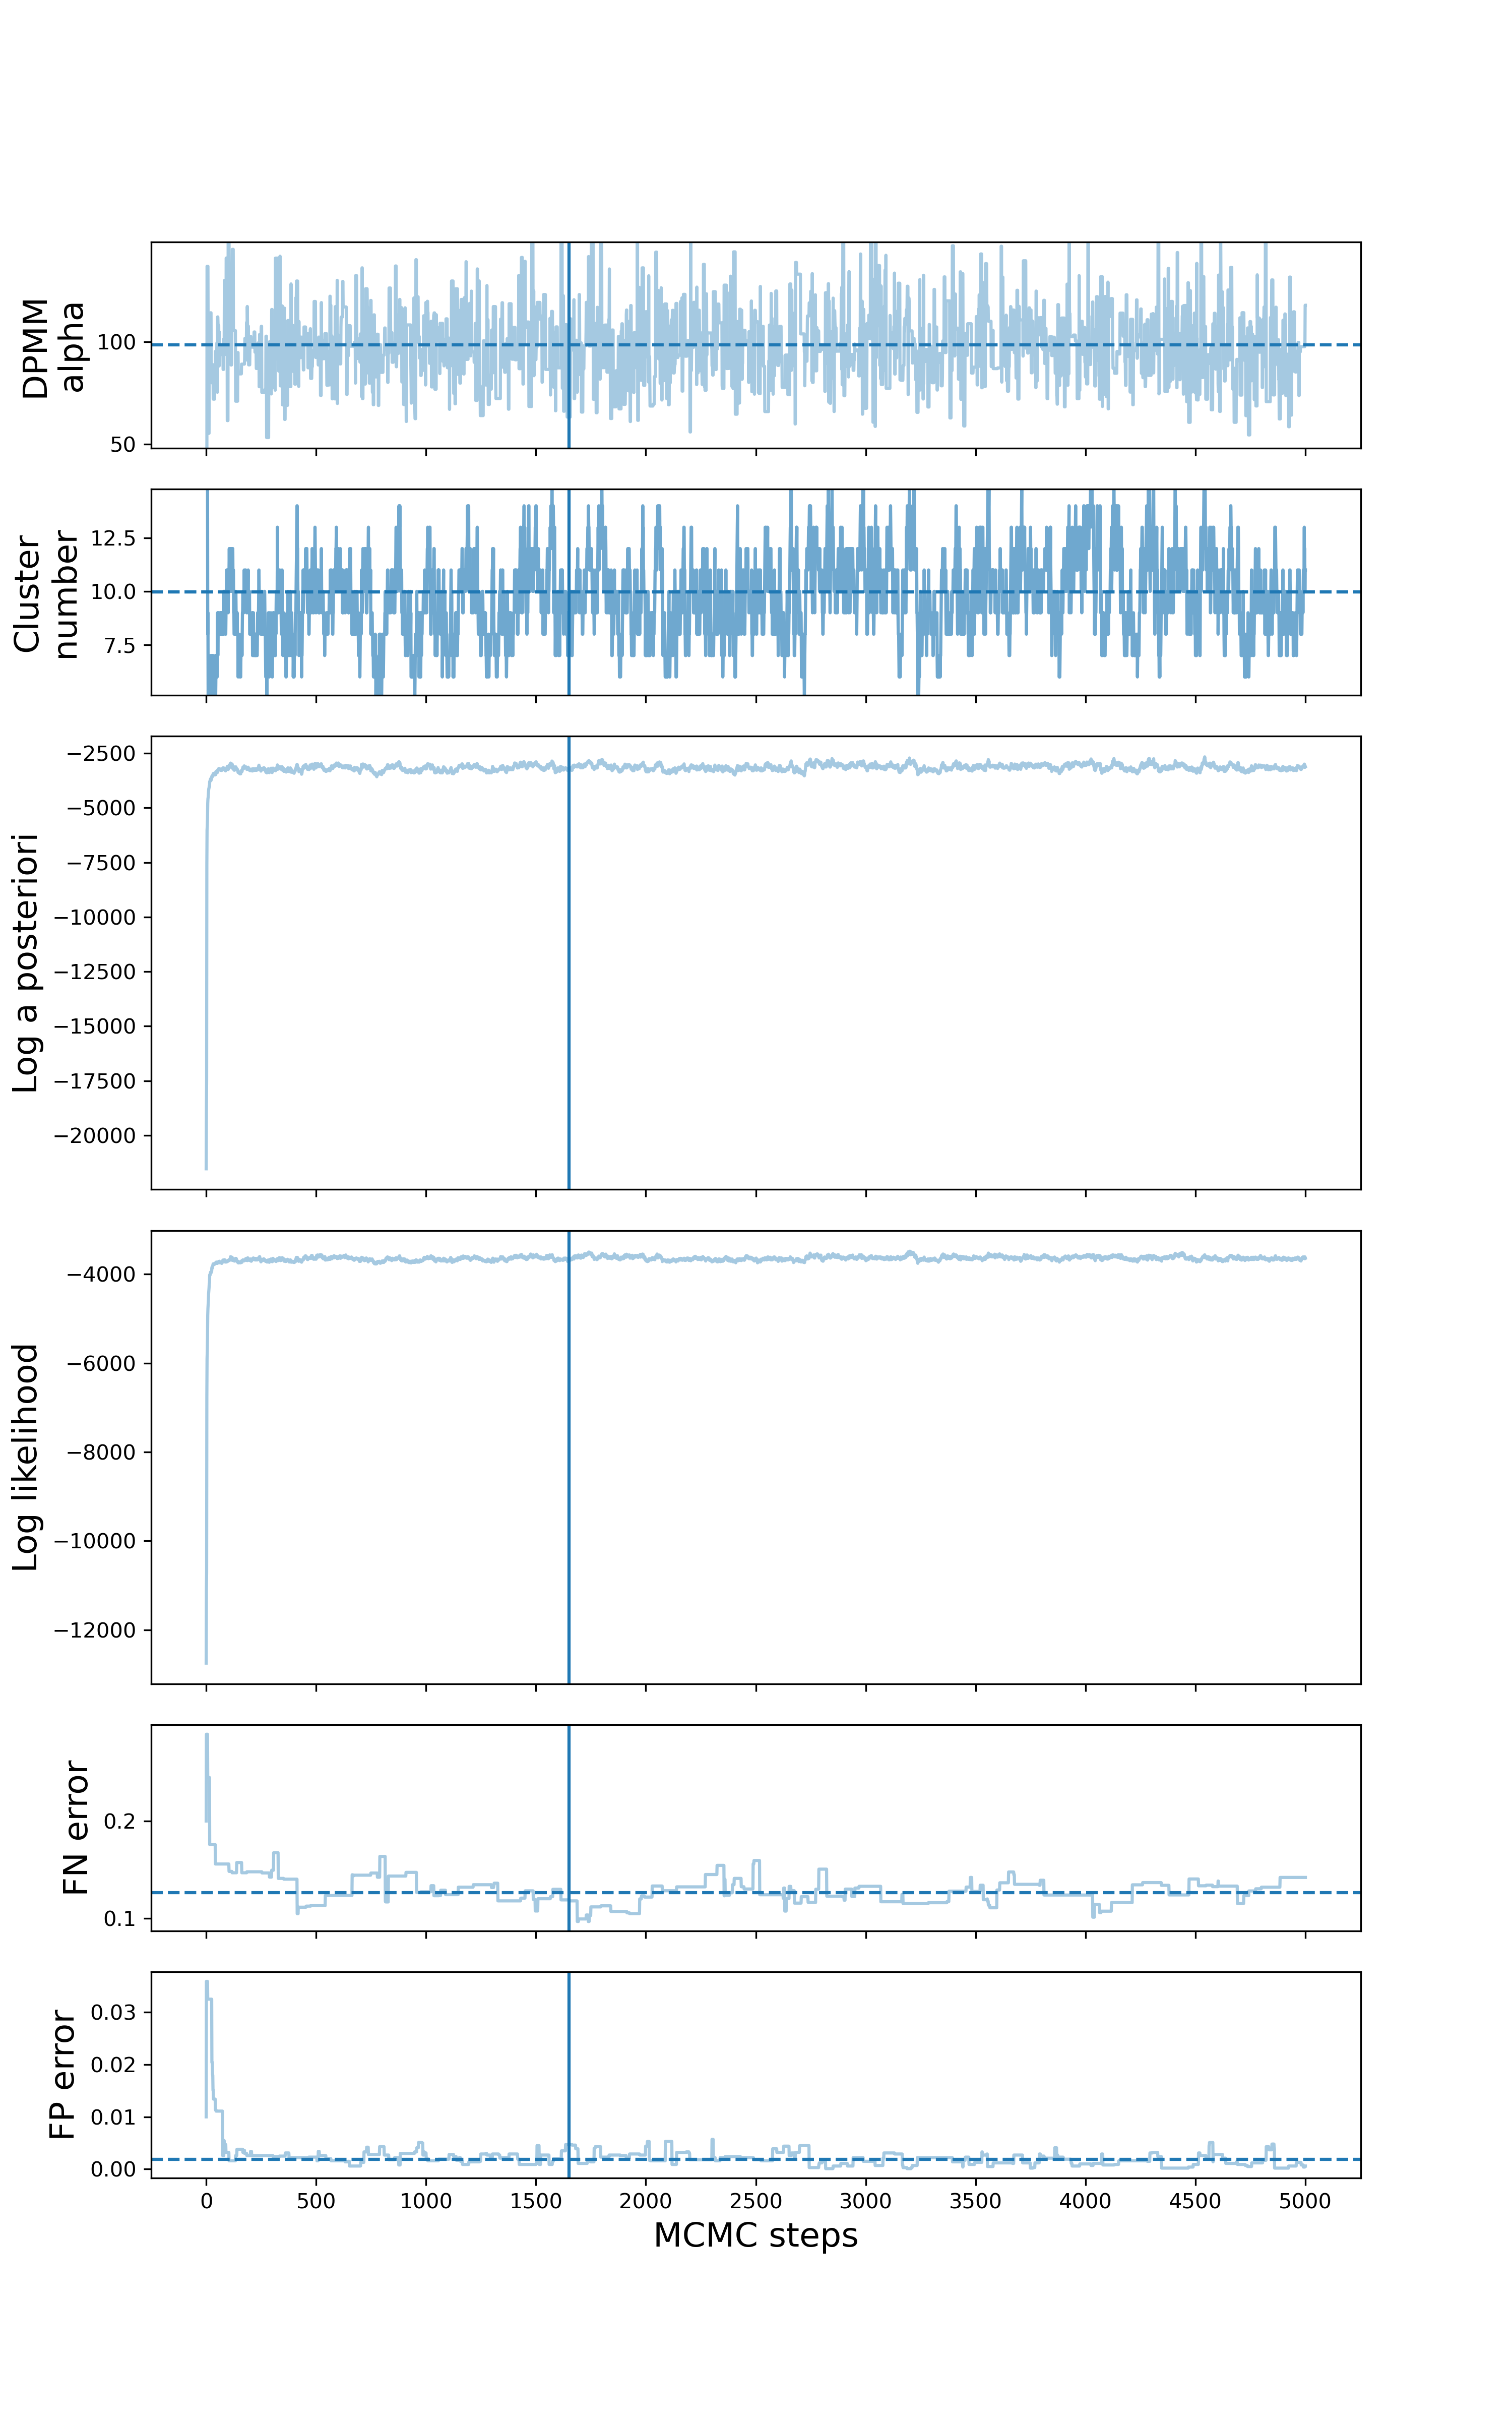 DPMM
alpha
100
50
Cluster
number
12.5
10.0
7.5
Log a posteriori
−2500
−5000
−7500
−10000
−12500
−15000
−17500
−20000
Log likelihood
−4000
−6000
−8000
−10000
−12000
FN error
0.2
0.1
FP error
0.03
0.02
0.01
0.00
0 500 1000 1500 2000 2500 3000 3500 4000 4500 5000
MCMC steps